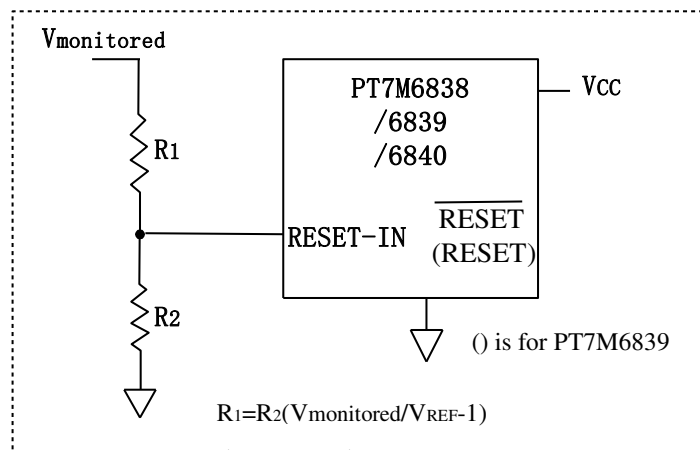 Vmonitored
PT7M6838
/6839
/6840
VCC
R1
RESET-IN
RESET
(RESET)
R2
() is for PT7M6839
R1=R2(Vmonitored/VREF-1)